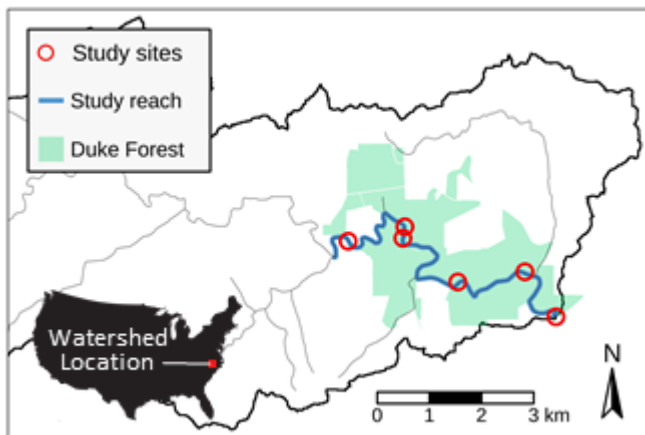 Study sites
Study reach
Duke Forest
Watershed
Location
N
0 1 2 3 km